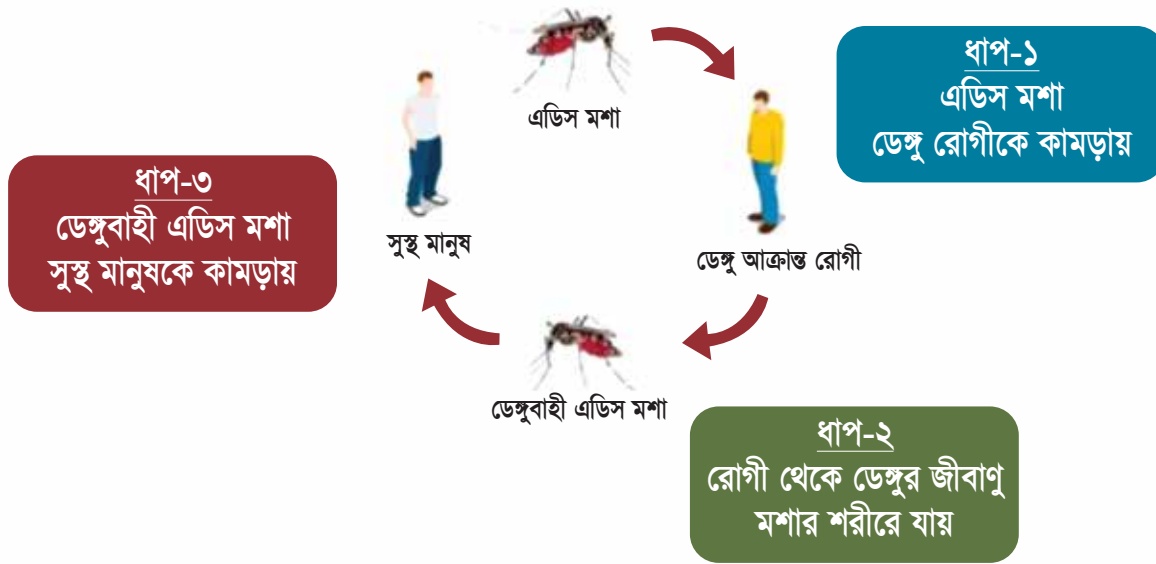 এডিস মশা
ধাপ-১
এডিস মশা
ডেঙ্গু রোগীকে কামড়ায়
ডেঙ্গু আক্রান্ত রোগী
ধাপ-২
রোগী থেকে ডেঙ্গুর জীবাণু
মশার শরীরে যায়
ডেঙ্গুবাহী এডিস মশা
ধাপ-৩
ডেঙ্গুবাহী এডিস মশা
সুস্থ মানুষকে কামড়ায়
সুস্থ মানুষ